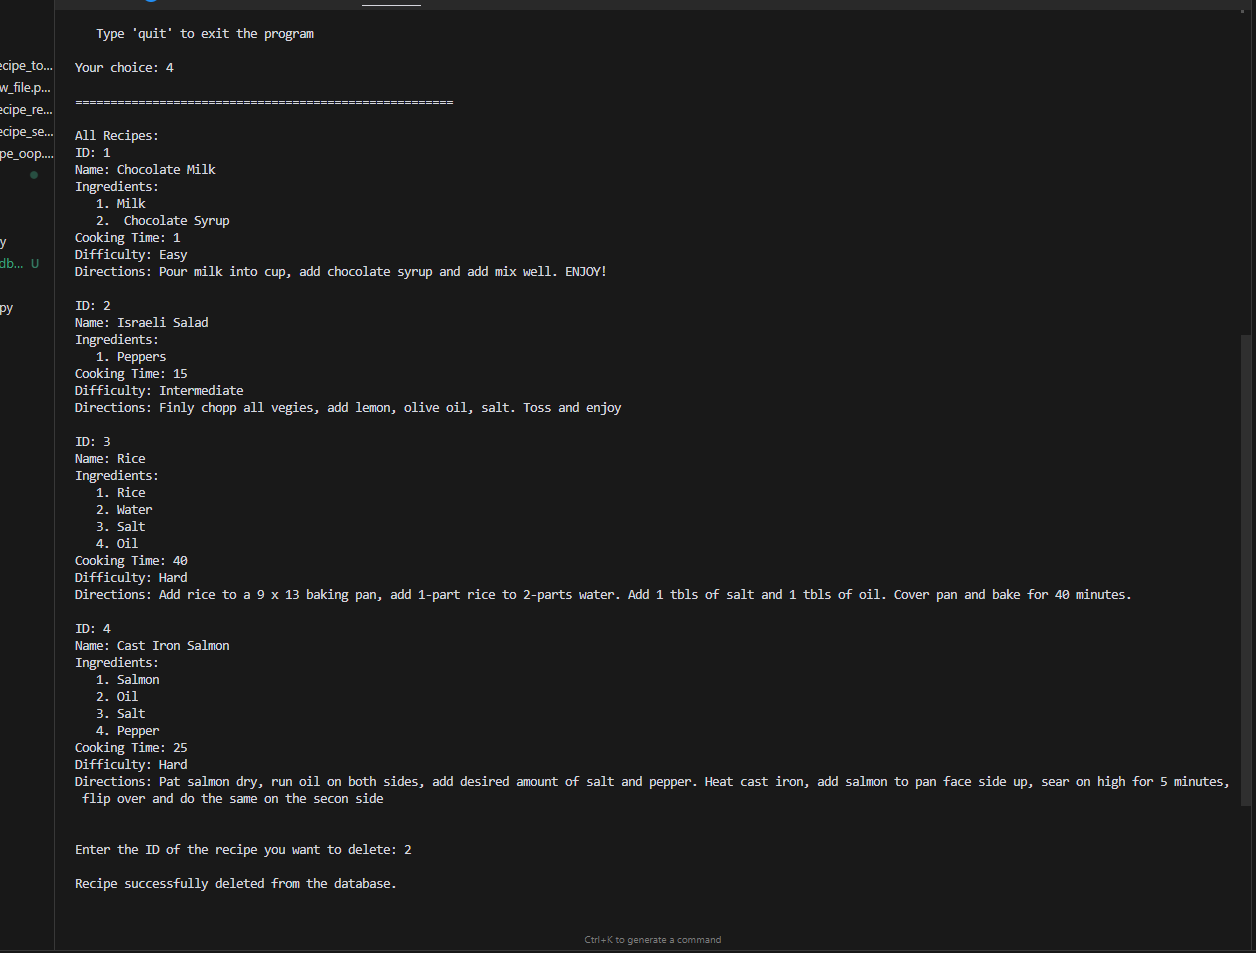 Type 'quit' to exit the program
ecipe_to...
Your choice: 4
w_file.p...
====================================================== 
ecipe_re...
ecipe_se...
All Recipes:
pe_oop....
ID: 1
Name: Chocolate Milk
Ingredients:
1. Milk
2.  Chocolate Syrup
Cooking Time: 1
y
Difficulty: Easy
db... U
Directions: Pour milk into cup, add chocolate syrup and add mix well. ENJOY!
ID: 2
py
Name: Israeli Salad
Ingredients:
1. Peppers
Cooking Time: 15
Difficulty: Intermediate
Directions: Finly chopp all vegies, add lemon, olive oil, salt. Toss and enjoy
ID: 3
Name: Rice
Ingredients:
1. Rice
2. Water
3. Salt
4. Oil
Cooking Time: 40
Difficulty: Hard
Directions: Add rice to a 9 x 13 baking pan, add 1-part rice to 2-parts water. Add 1 tbls of salt and 1 tbls of oil. Cover pan and bake for 40 minutes.
ID: 4
Name: Cast Iron Salmon
Ingredients:
1. Salmon
2. Oil
3. Salt
4. Pepper
Cooking Time: 25
Difficulty: Hard
Directions: Pat salmon dry, run oil on both sides, add desired amount of salt and pepper. Heat cast iron, add salmon to pan face side up, sear on high for 5 minutes,
flip over and do the same on the secon side
Enter the ID of the recipe you want to delete: 2
Recipe successfully deleted from the database.
Ctrl+K to generate a command